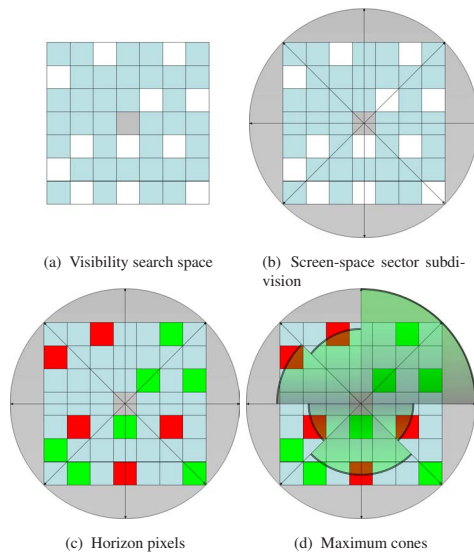 (a) Visibility search space
(b) Screen-space sector subdi-
vision
(c) Horizon pixels
(d) Maximum cones